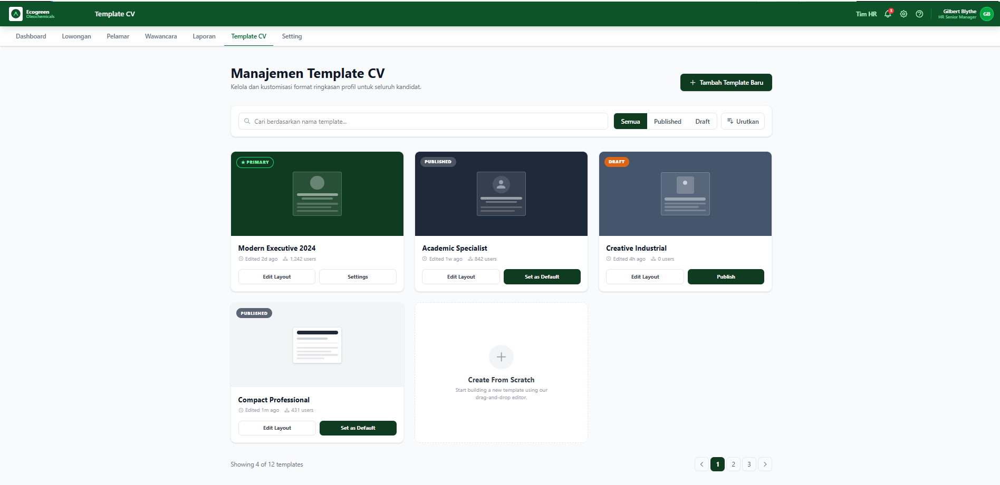 Ecogreen
Oleochemicals
Template CV
Tim HR
3
Gilbert Blythe
HR Senior Manager
GB
Dashboard
Lowongan
Pelamar
Wawancara
Laporan
Template CV
Setting
Manajemen Template CV
Kelola dan kustomisasi format ringkasan profil untuk seluruh kandidat.
Tambah Template Baru
Cari berdasarkan nama template...
Semua
Published
Draft
Urutkan
★ PRIMARY
Modern Executive 2024
Edited 2d ago
1,242 users
Edit Layout
Settings
PUBLISHED
Academic Specialist
Edited 1w ago
842 users
Edit Layout
Set as Default
DRAFT
Creative Industrial
Edited 4h ago
0 users
Edit Layout
Publish
PUBLISHED
Compact Professional
Edited 1m ago
431 users
Edit Layout
Set as Default
Create From Scratch
Start building a new template using our
drag-and-drop editor.
Showing 4 of 12 templates
1
2
3